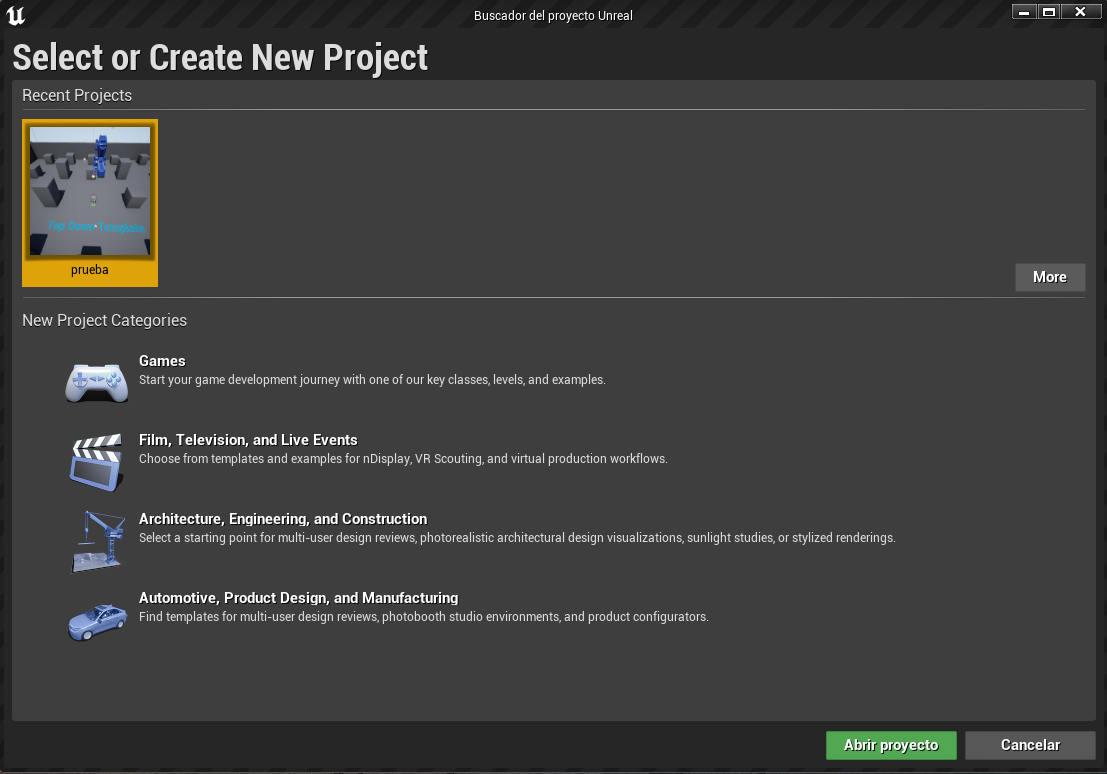 Buscador del proyecto Unreal
Select or Create New Project
Recent Projects
Top Down Template
prueba
More
New Project Categories
Games
Start your game development journey with one of our key classes, levels, and examples.
Film, Television, and Live Events
Choose from templates and examples for nDisplay, VR Scouting, and virtual production workflows.
Architecture, Engineering, and Construction
Select a starting point for multi-user design reviews, photorealistic architectural design visualizations, sunlight studies, or stylized renderings.
Automotive, Product Design, and Manufacturing
Find templates for multi-user design reviews, photobooth studio environments, and product configurators.
Abrir proyecto
Cancelar